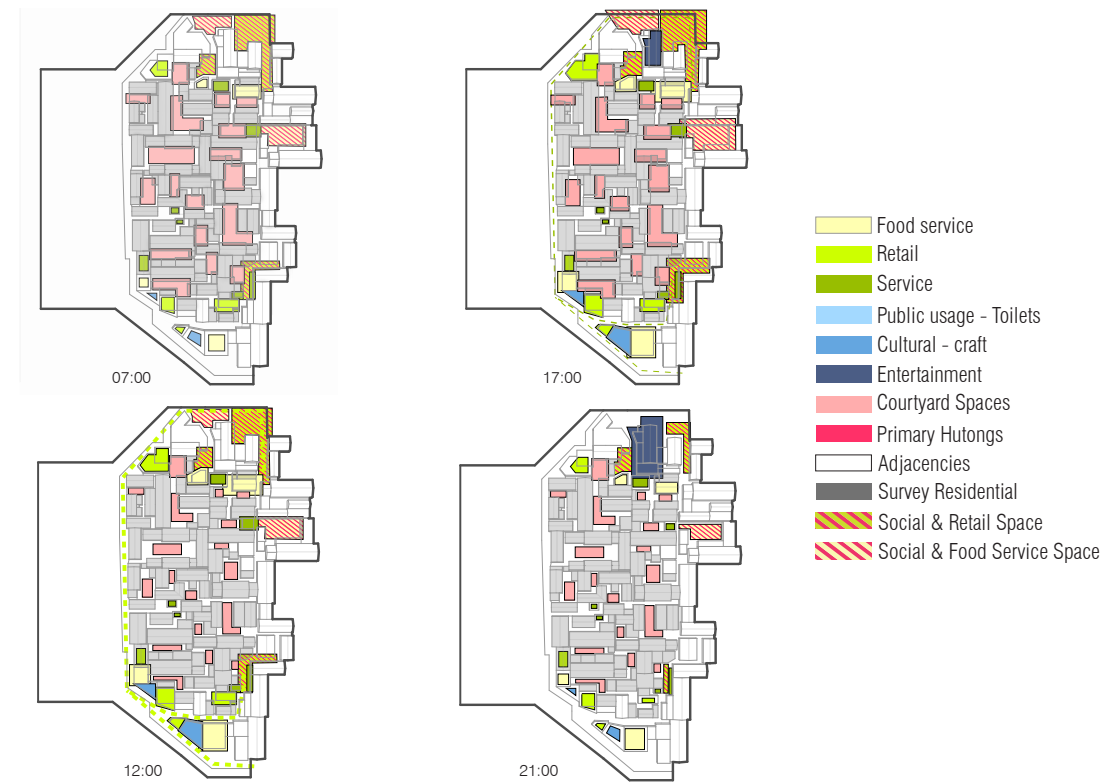 07:00
17:00
12:00
21:00
Food service
Retail
Service
Public usage - Toilets
Cultural - craft
Entertainment
Courtyard Spaces
Primary Hutongs
Adjacencies
Survey Residential
Social & Retail Space
Social & Food Service Space